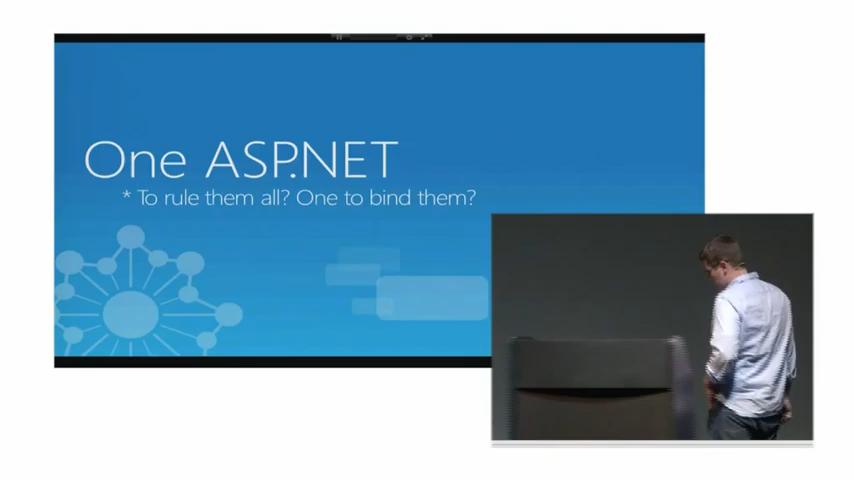 One ASP.NET
* To rule them all? One to bind them?